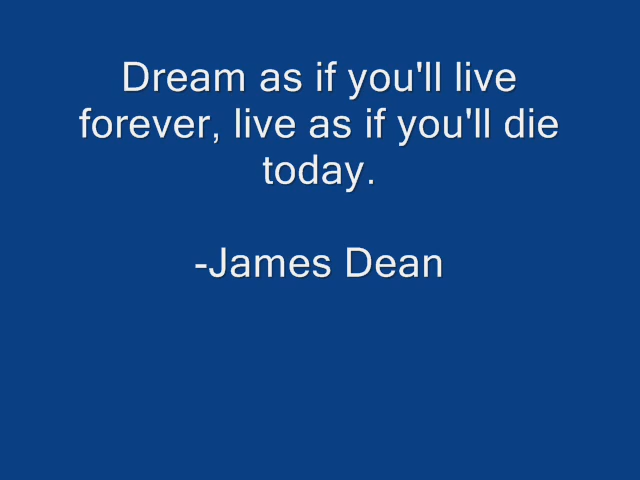 Dream as if you'll live
forever, live as if you'll die
today.
-James Dean